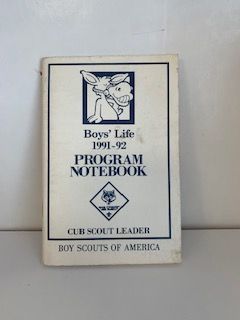 Boys' Life
1991-92
PROGRAM
NOTEBOOK
CUB SCOUT LEADER
BOY SCOUTS OF AMERICA